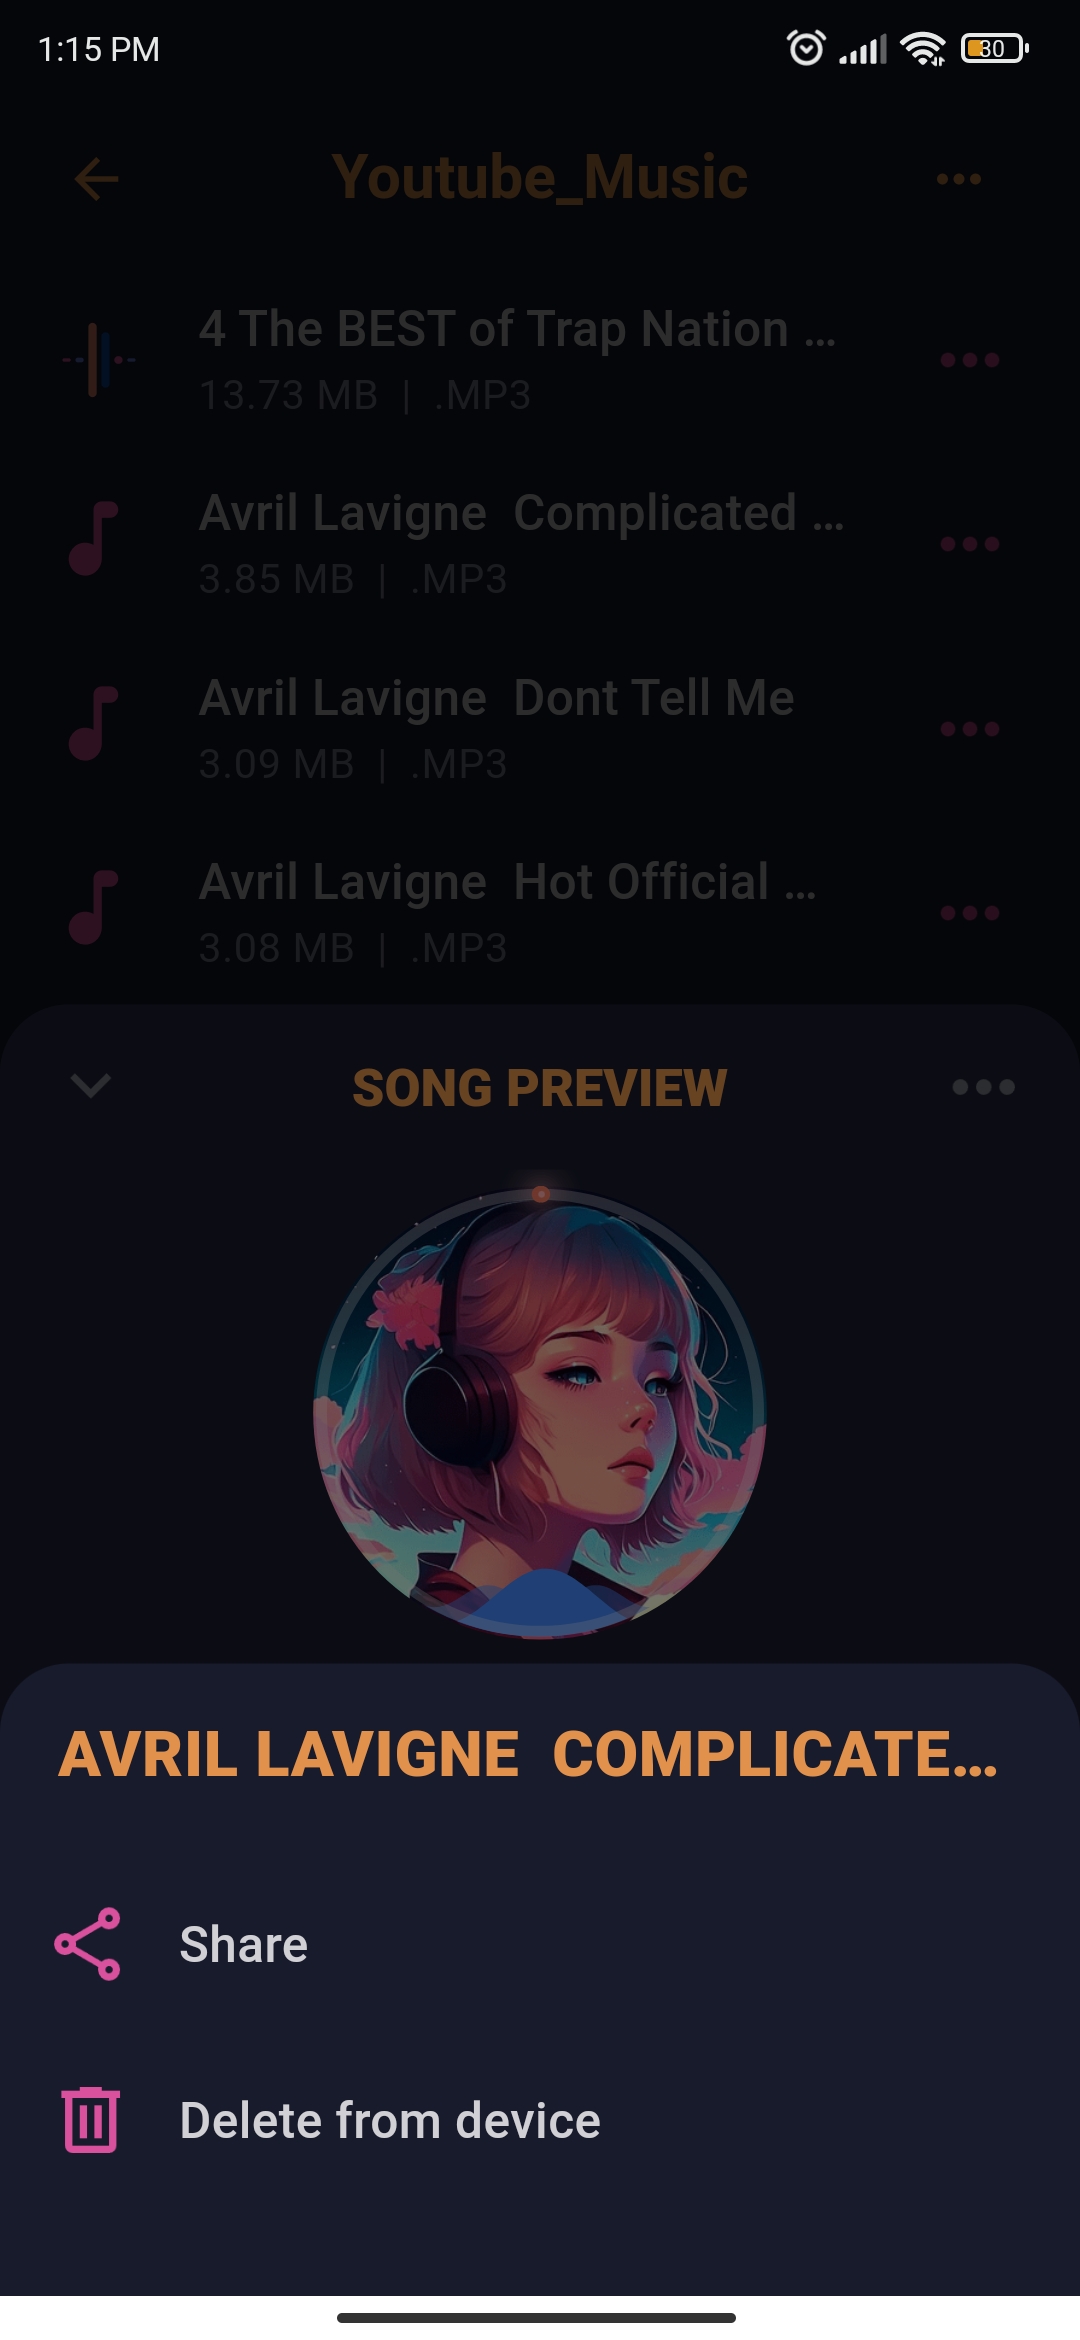 1:15 PM
30
Youtube_Music
4 The BEST of Trap Nation ...
13.73 MB | .MP3
Avril Lavigne  Complicated ...
3.85 MB | .MP3
Avril Lavigne  Dont Tell Me
3.09 MB | .MP3
Avril Lavigne  Hot Official ...
3.08 MB | .MP3
SONG PREVIEW
AVRIL LAVIGNE  COMPLICATE...
Share
Delete from device